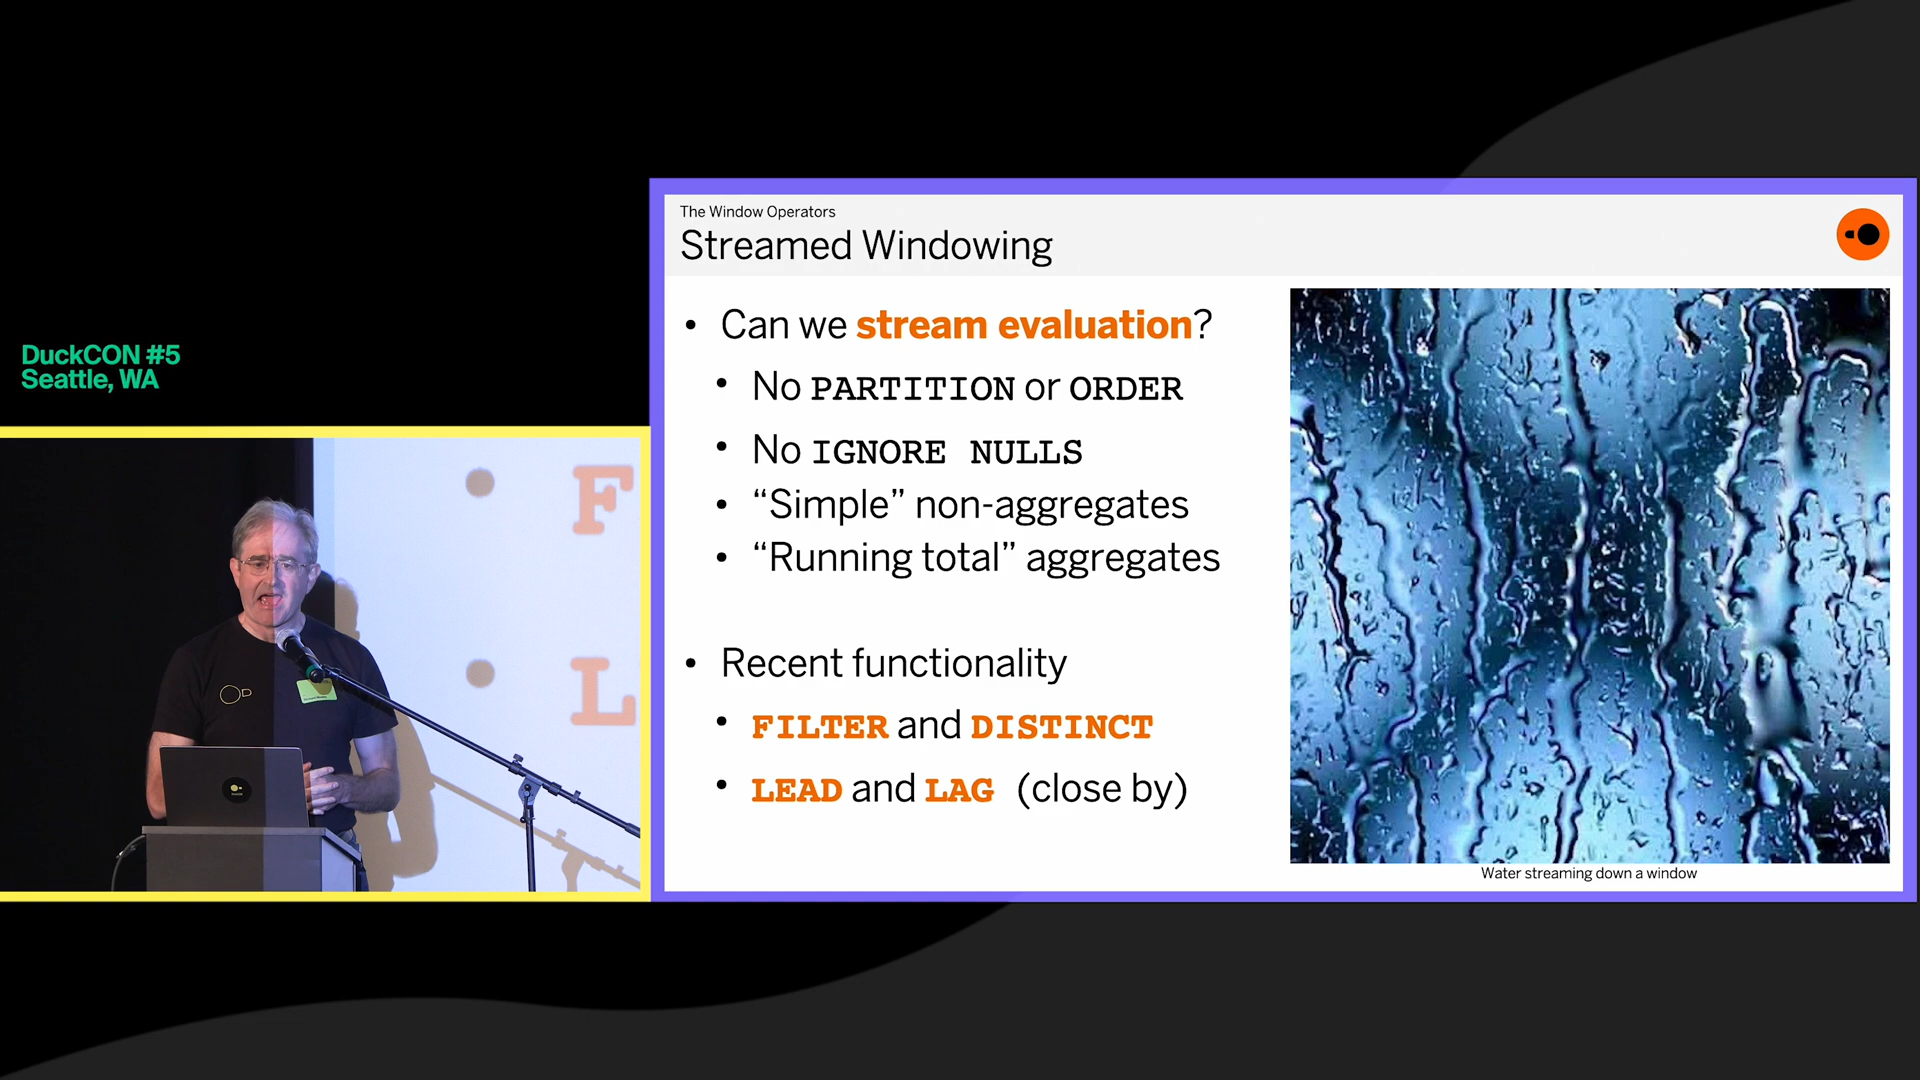 DuckCON #5
Seattle, WA
F
L
The Window Operators
Streamed Windowing
• Can we stream evaluation?
• No PARTITION or ORDER
• No IGNORE NULLS
• “Simple” non-aggregates
• “Running total” aggregates
• Recent functionality
• FILTER and DISTINCT
• LEAD and LAG (close by)
Water streaming down a window